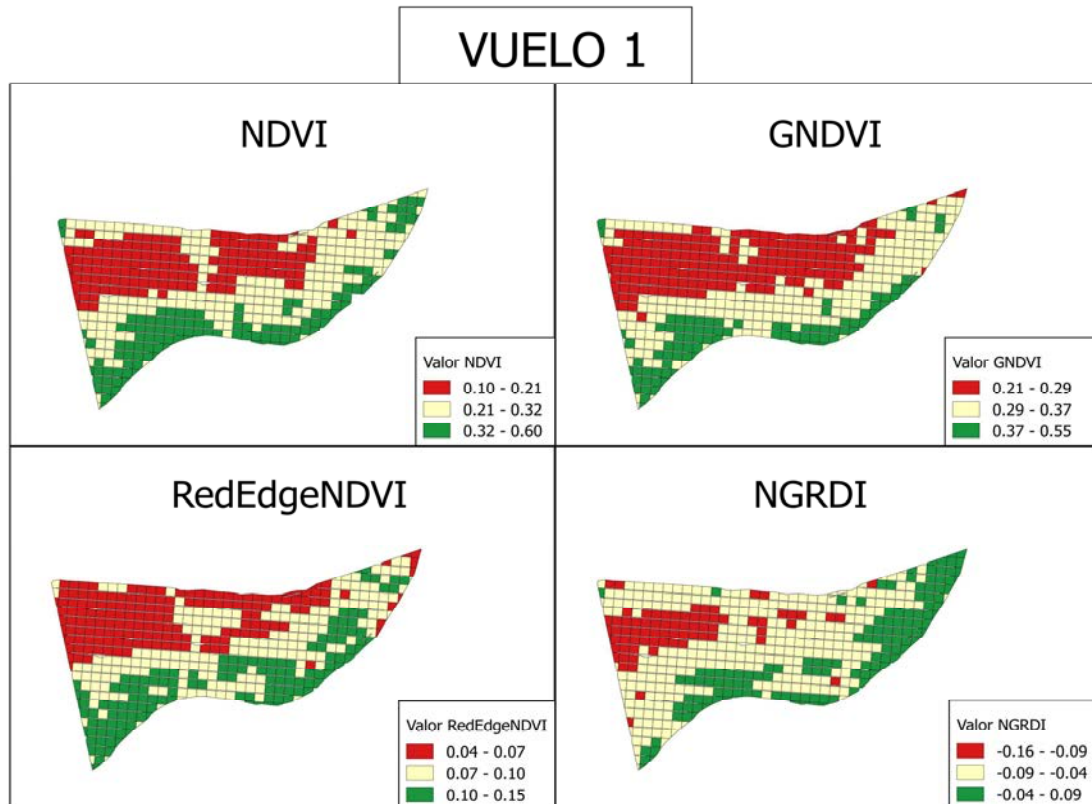 VUELO 1
NDVI
Valor NDVI
0.10 - 0.21
0.21 - 0.32
0.32 - 0.60
GNDVI
Valor GNDVI
0.21 - 0.29
0.29 - 0.37
0.37 - 0.55
RedEdgeNDVI
Valor RedEdgeNDVI
0.04 - 0.07
0.07 - 0.10
0.10 - 0.15
NGRDI
Valor NGRDI
-0.16 - -0.09
-0.09 - -0.04
-0.04 - 0.09